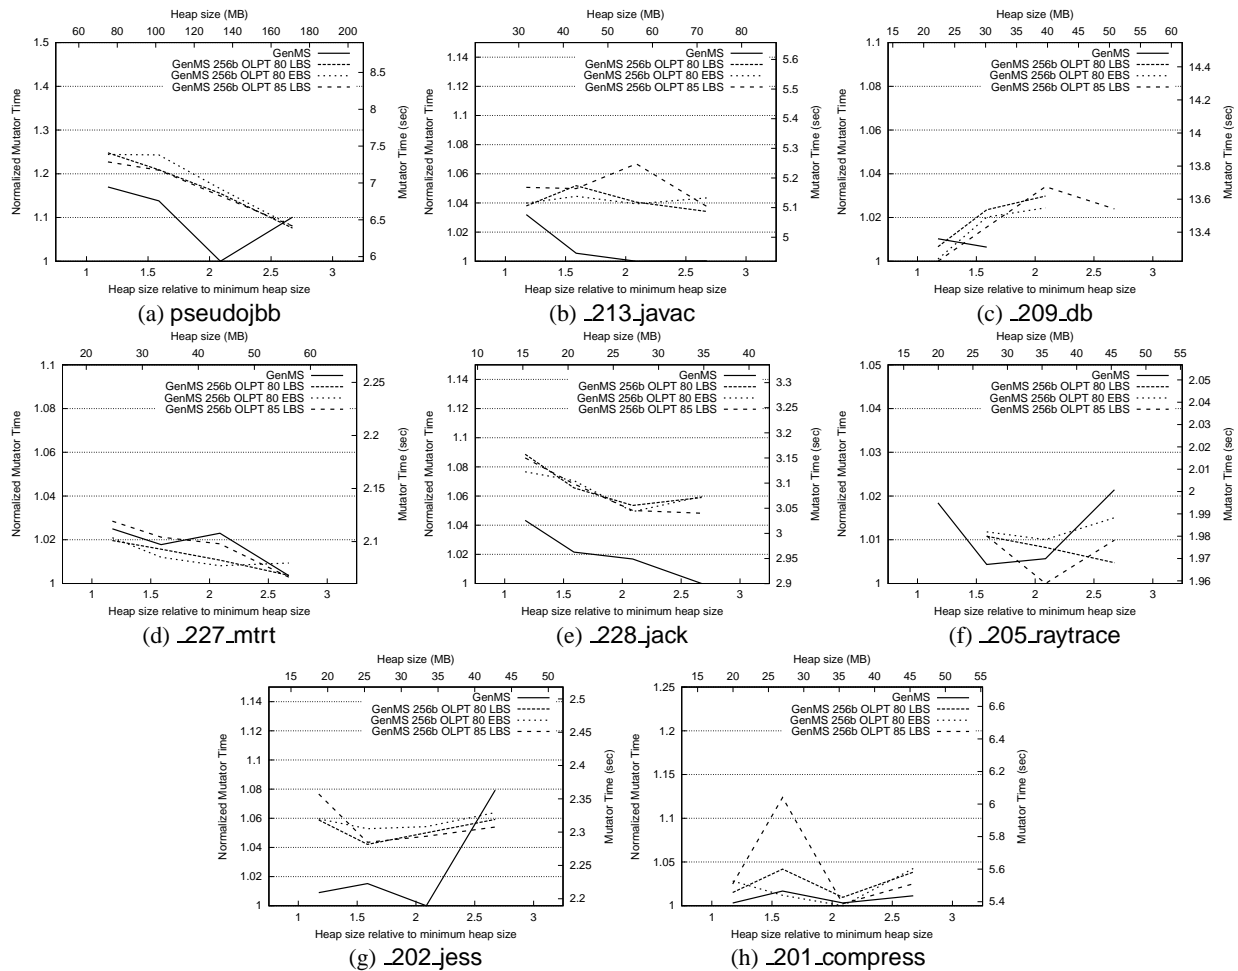 Heap size (MB)
60 80 100 120 140 160 180 200
1.5
1.4
1.3
1.2
1.1
1
Normalized Mutator Time
GenMS
GenMS 256b OLPT 80 LBS
GenMS 256b OLPT 80 EBS
GenMS 256b OLPT 85 LBS
8.5
8
7.5
7
6.5
6
Mutator Time (sec)
1 1.5 2 2.5 3
Heap size relative to minimum heap size
(a) pseudojbb
Heap size (MB)
30 40 50 60 70 80
1.14
1.12
1.1
1.08
1.06
1.04
1.02
1
Normalized Mutator Time
GenMS
GenMS 256b OLPT 80 LBS
GenMS 256b OLPT 80 EBS
GenMS 256b OLPT 85 LBS
5.6
5.5
5.4
5.3
5.2
5.1
5
Mutator Time (sec)
1 1.5 2 2.5 3
Heap size relative to minimum heap size
(b) _213_javac
Heap size (MB)
20 25 30 35 40 45 50 55 60
1.1
1.08
1.06
1.04
1.02
1
Normalized Mutator Time
GenMS
GenMS 256b OLPT 80 LBS
GenMS 256b OLPT 80 EBS
GenMS 256b OLPT 85 LBS
14.4
14.2
14
13.8
13.6
13.4
Mutator Time (sec)
1 1.5 2 2.5 3
Heap size relative to minimum heap size
(c) _209_db
Heap size (MB)
20 30 40 50 60
1.1
1.08
1.06
1.04
1.02
1
Normalized Mutator Time
GenMS
GenMS 256b OLPT 80 LBS
GenMS 256b OLPT 80 EBS
GenMS 256b OLPT 85 LBS
2.25
2.2
2.15
2.1
Mutator Time (sec)
1 1.5 2 2.5 3
Heap size relative to minimum heap size
(d) _227_mtrt
Heap size (MB)
10 15 20 25 30 35 40
1.14
1.12
1.1
1.08
1.06
1.04
1.02
1
Normalized Mutator Time
GenMS
GenMS 256b OLPT 80 LBS
GenMS 256b OLPT 80 EBS
GenMS 256b OLPT 85 LBS
3.3
3.25
3.2
3.15
3.1
3.05
3
2.95
2.9
Mutator Time (sec)
1 1.5 2 2.5 3
Heap size relative to minimum heap size
(e) _228_jack
Heap size (MB)
15 20 25 30 35 40 45 50 55
1.05
1.04
1.03
1.02
1.01
1
Normalized Mutator Time
GenMS
GenMS 256b OLPT 80 LBS
GenMS 256b OLPT 80 EBS
GenMS 256b OLPT 85 LBS
2.05
2.04
2.03
2.02
2.01
2
1.99
1.98
1.97
1.96
Mutator Time (sec)
1 1.5 2 2.5 3
Heap size relative to minimum heap size
(f) _205_raytrace
Heap size (MB)
15 20 25 30 35 40 45 50
1.14
1.12
1.1
1.08
1.06
1.04
1.02
1
Normalized Mutator Time
GenMS
GenMS 256b OLPT 80 LBS
GenMS 256b OLPT 80 EBS
GenMS 256b OLPT 85 LBS
2.5
2.45
2.4
2.35
2.3
2.25
2.2
Mutator Time (sec)
1 1.5 2 2.5 3
Heap size relative to minimum heap size
(g) _202_jess
Heap size (MB)
15 20 25 30 35 40 45 50 55
1.25
1.2
1.15
1.1
1.05
1
Normalized Mutator Time
GenMS
GenMS 256b OLPT 80 LBS
GenMS 256b OLPT 80 EBS
GenMS 256b OLPT 85 LBS
6.6
6.4
6.2
6
5.8
5.6
5.4
Mutator Time (sec)
1 1.5 2 2.5 3
Heap size relative to minimum heap size
(h) _201_compress